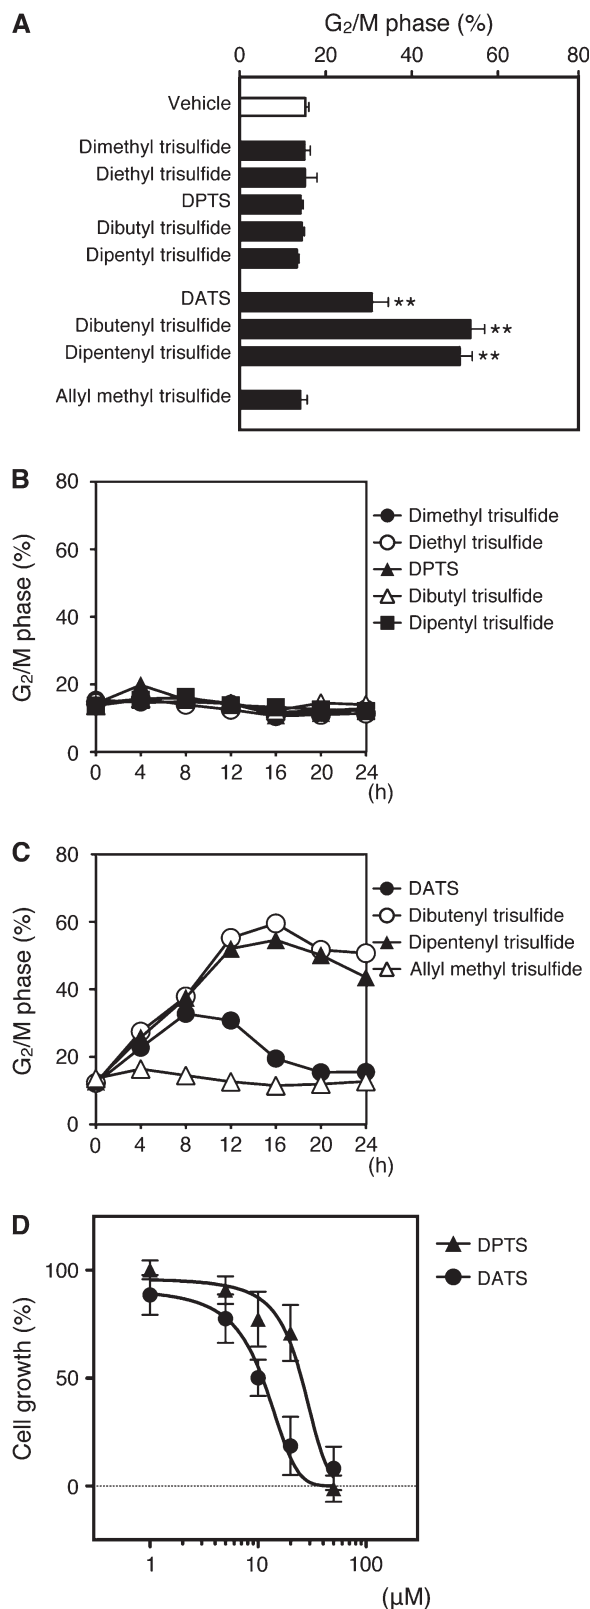 A
G2/M phase (%)
0 20 40 60 80
Vehicle
Dimethyl trisulfide
Diethyl trisulfide
DPTS
Dibutyl trisulfide
Dipentyl trisulfide
DATS **
Dibutenyl trisulfide **
Dipentenyl trisulfide **
Allyl methyl trisulfide
B
G2/M phase (%)
80
60
40
20
0
0 4 8 12 16 20 24
(h)
Dimethyl trisulfide
Diethyl trisulfide
DPTS
Dibutyl trisulfide
Dipentyl trisulfide
C
G2/M phase (%)
80
60
40
20
0
0 4 8 12 16 20 24
(h)
DATS
Dibutenyl trisulfide
Dipentenyl trisulfide
Allyl methyl trisulfide
D
Cell growth (%)
100
50
0
1 10 100
(μM)
DPTS
DATS